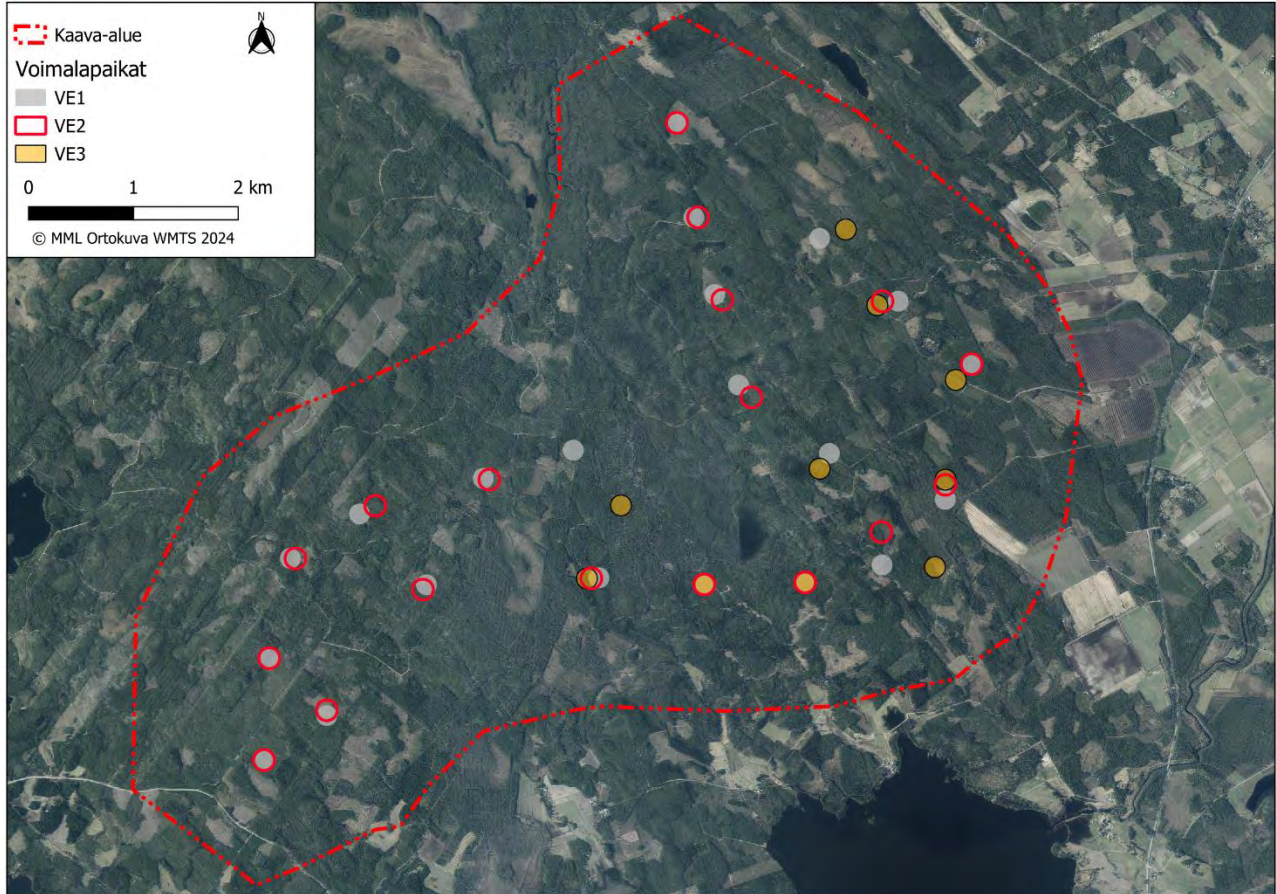 Kaava-alue
N
Voimalapaikat
VE1
VE2
VE3
0 1 2 km
© MML Ortokuva WMTS 2024